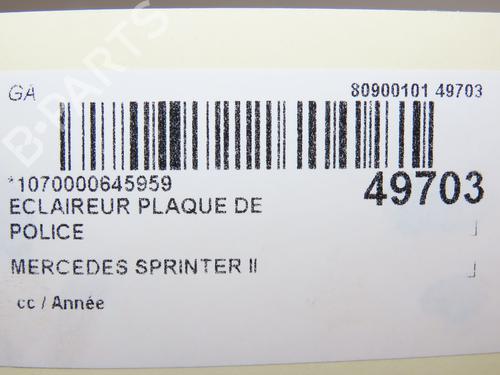 GA
80900101 49703
*1070000645959
49703
ECLAIREUR PLAQUE DE
POLICE
MERCEDES SPRINTER II
cc / Année
B-PARTS